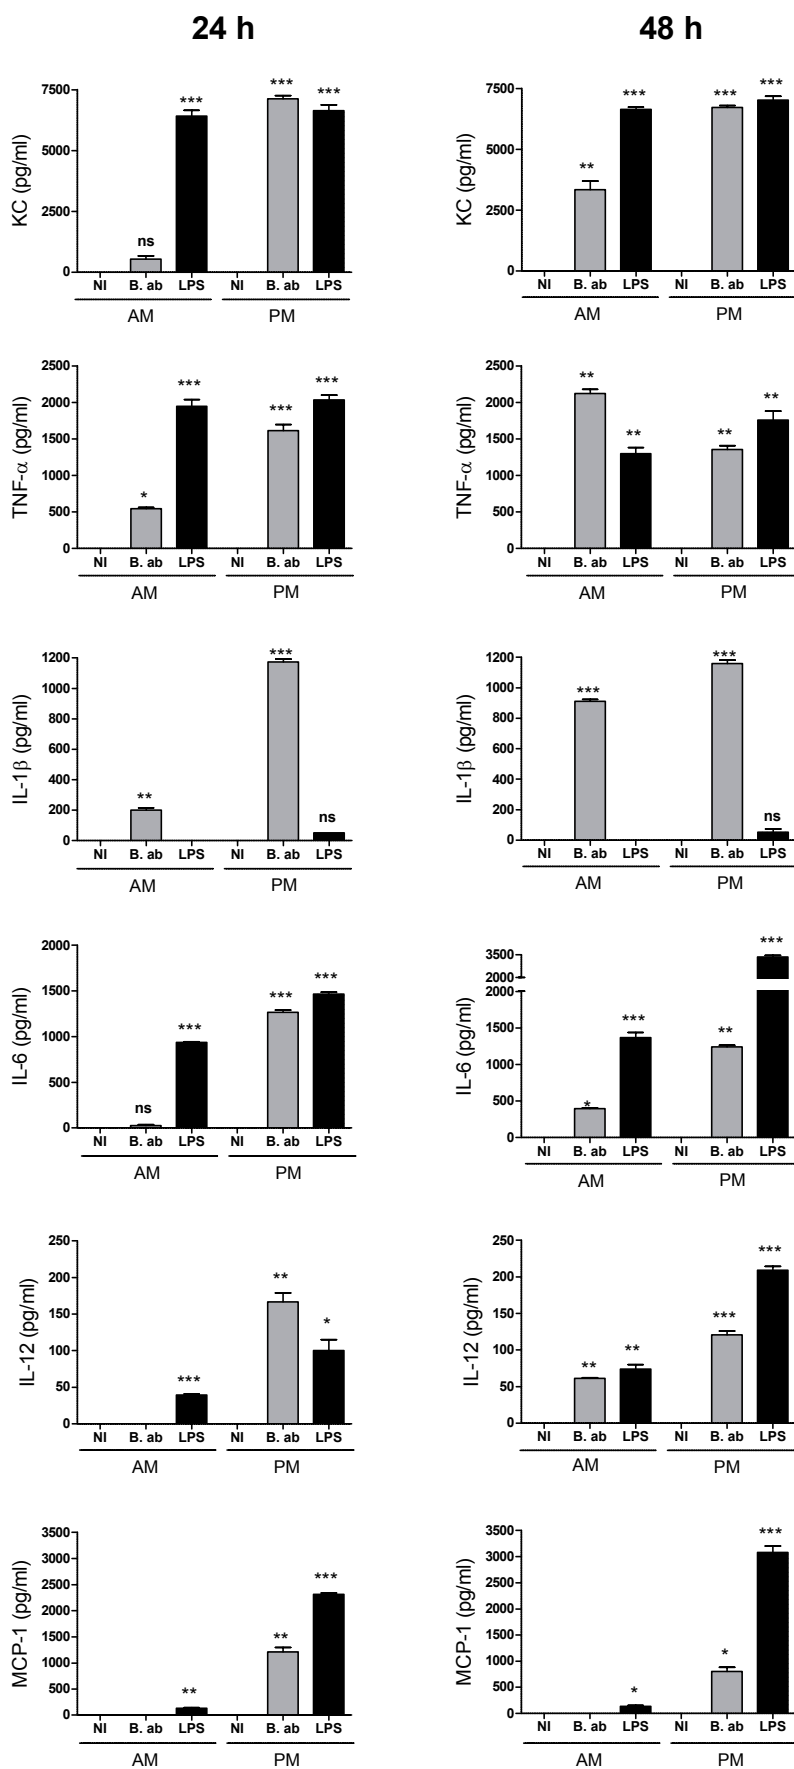 24 h
48 h
KC (pg/ml)
7500
5000
2500
0
ns
***
***
***
NI B. ab LPS NI B. ab LPS
AM PM
KC (pg/ml)
7500
5000
2500
0
**
***
***
***
NI B. ab LPS NI B. ab LPS
AM PM
TNF-α (pg/ml)
2500
2000
1500
1000
500
0
*
***
***
***
NI B. ab LPS NI B. ab LPS
AM PM
TNF-α (pg/ml)
2500
2000
1500
1000
500
0
**
**
**
**
NI B. ab LPS NI B. ab LPS
AM PM
IL-1β (pg/ml)
1200
1000
800
600
400
200
0
**
***
ns
NI B. ab LPS NI B. ab LPS
AM PM
IL-1β (pg/ml)
1200
1000
800
600
400
200
0
***
***
ns
NI B. ab LPS NI B. ab LPS
AM PM
IL-6 (pg/ml)
2000
1500
1000
500
0
ns
***
***
***
NI B. ab LPS NI B. ab LPS
AM PM
IL-6 (pg/ml)
3500
2000
2000
1500
1000
500
0
*
***
**
***
NI B. ab LPS NI B. ab LPS
AM PM
IL-12 (pg/ml)
250
200
150
100
50
0
***
**
*
NI B. ab LPS NI B. ab LPS
AM PM
IL-12 (pg/ml)
250
200
150
100
50
0
**
**
***
***
NI B. ab LPS NI B. ab LPS
AM PM
MCP-1 (pg/ml)
3500
3000
2500
2000
1500
1000
500
0
**
**
***
NI B. ab LPS NI B. ab LPS
AM PM
MCP-1 (pg/ml)
3500
3000
2500
2000
1500
1000
500
0
*
*
***
NI B. ab LPS NI B. ab LPS
AM PM